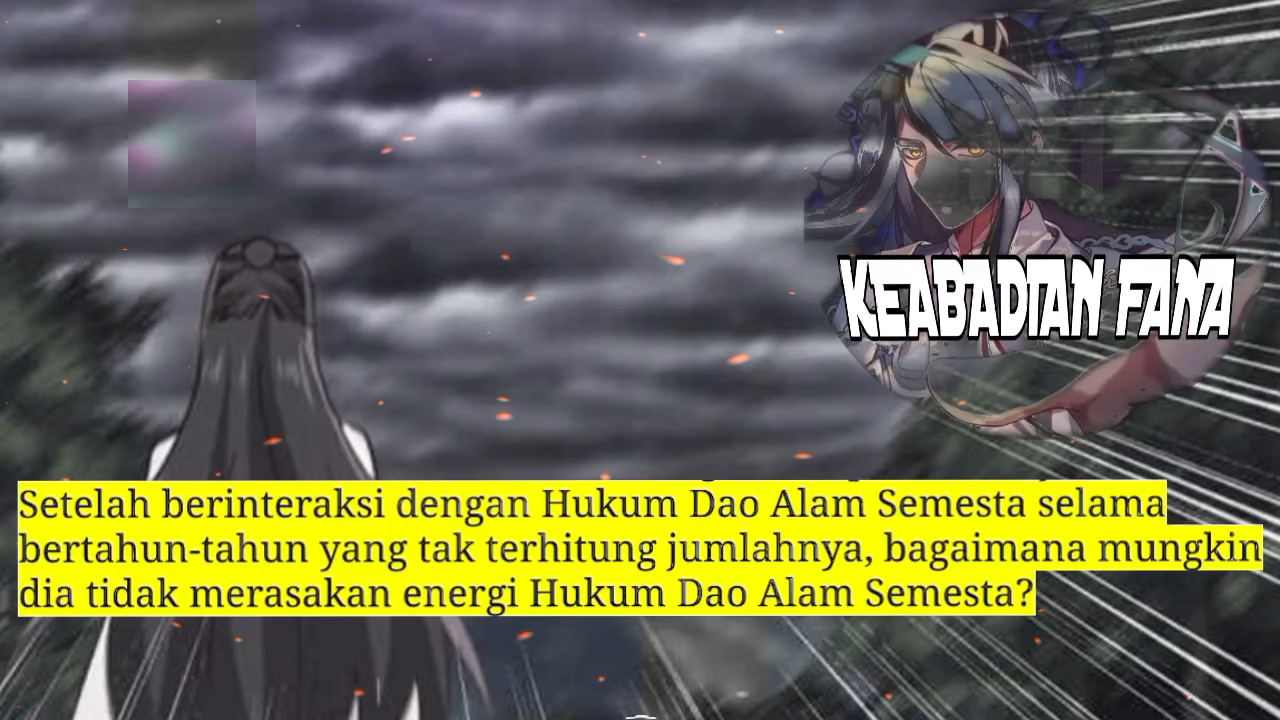 KEABADIAN FANA
Setelah berinteraksi dengan Hukum Dao Alam Semesta selama
bertahun-tahun yang tak terhitung jumlahnya, bagaimana mungkin
dia tidak merasakan energi Hukum Dao Alam Semesta?